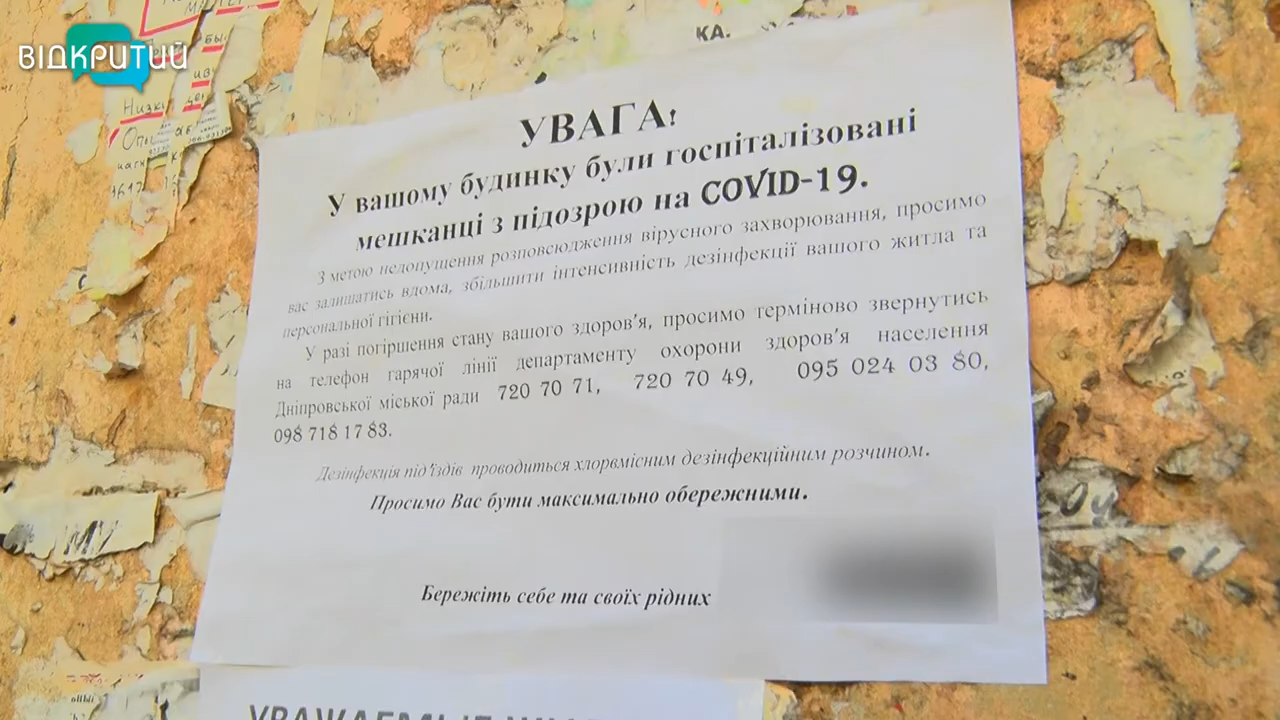 ВІДКРИТИЙ
КА.
Низк
УВАГА!
У вашому будинку були госпіталізовані
мешканці з підозрою на COVID-19.
З метою недопущення розповсюдження вірусного захворювання, просимо
вас залишатись вдома, збільшити інтенсивність дезінфекції вашого житла та
персональної гігієни.
У разі погіршення стану вашого здоров'я, просимо терміново звернутись
на телефон гарячої лінії департаменту охорони здоров'я населення
Дніпровської міської ради 720 70 71, 720 70 49, 095 024 03 80,
098 718 17 83.
Дезінфекція під'їздів проводиться хлорвмісним дезінфекційним розчином.
Просимо Вас бути максимально обережними.
Бережіть себе та своїх рідних